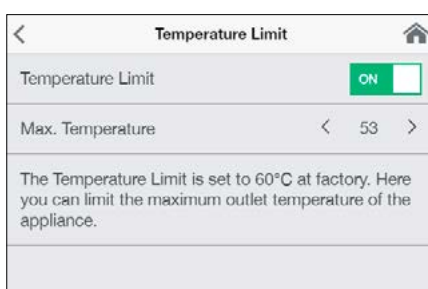 Temperature Limit
Temperature Limit ON
Max. Temperature 53
The Temperature Limit is set to 60°C at factory. Here
you can limit the maximum outlet temperature of the
appliance.